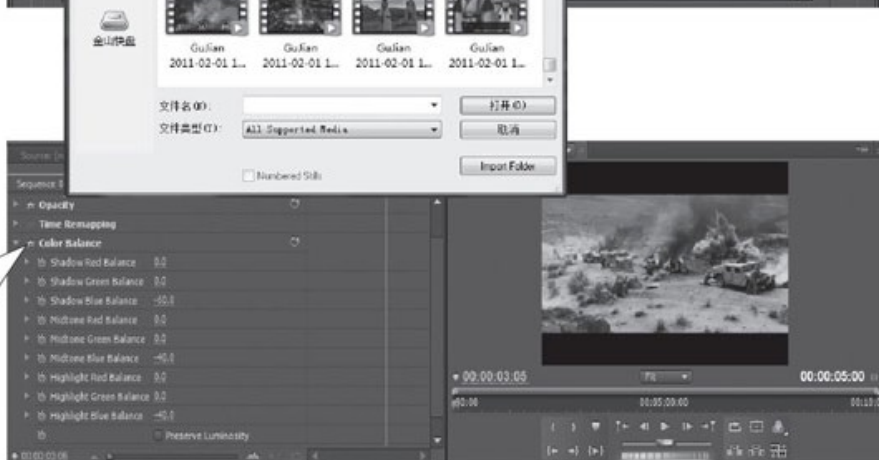 金山快盘
GuJian
2011-02-01 1...
GuJian
2011-02-01 1...
GuJian
2011-02-01 1...
GuJian
2011-02-01 1...
文件名(N):
打开(O)
文件类型(T):
All Supported Media
取消
Numbered Stills
Import Folder
Source:
Sequence
Opacity
Time Remapping
Color Balance
Shadow Red Balance 0.0
Shadow Green Balance 0.0
Shadow Blue Balance -60.0
Midtone Red Balance 0.0
Midtone Green Balance 0.0
Midtone Blue Balance -40.0
Highlight Red Balance 0.0
Highlight Green Balance 0.0
Highlight Blue Balance -40.0
Preserve Luminosity
00:00:03:05
00:00:03:05
Fit
00:00:05:00
00:05:00:00